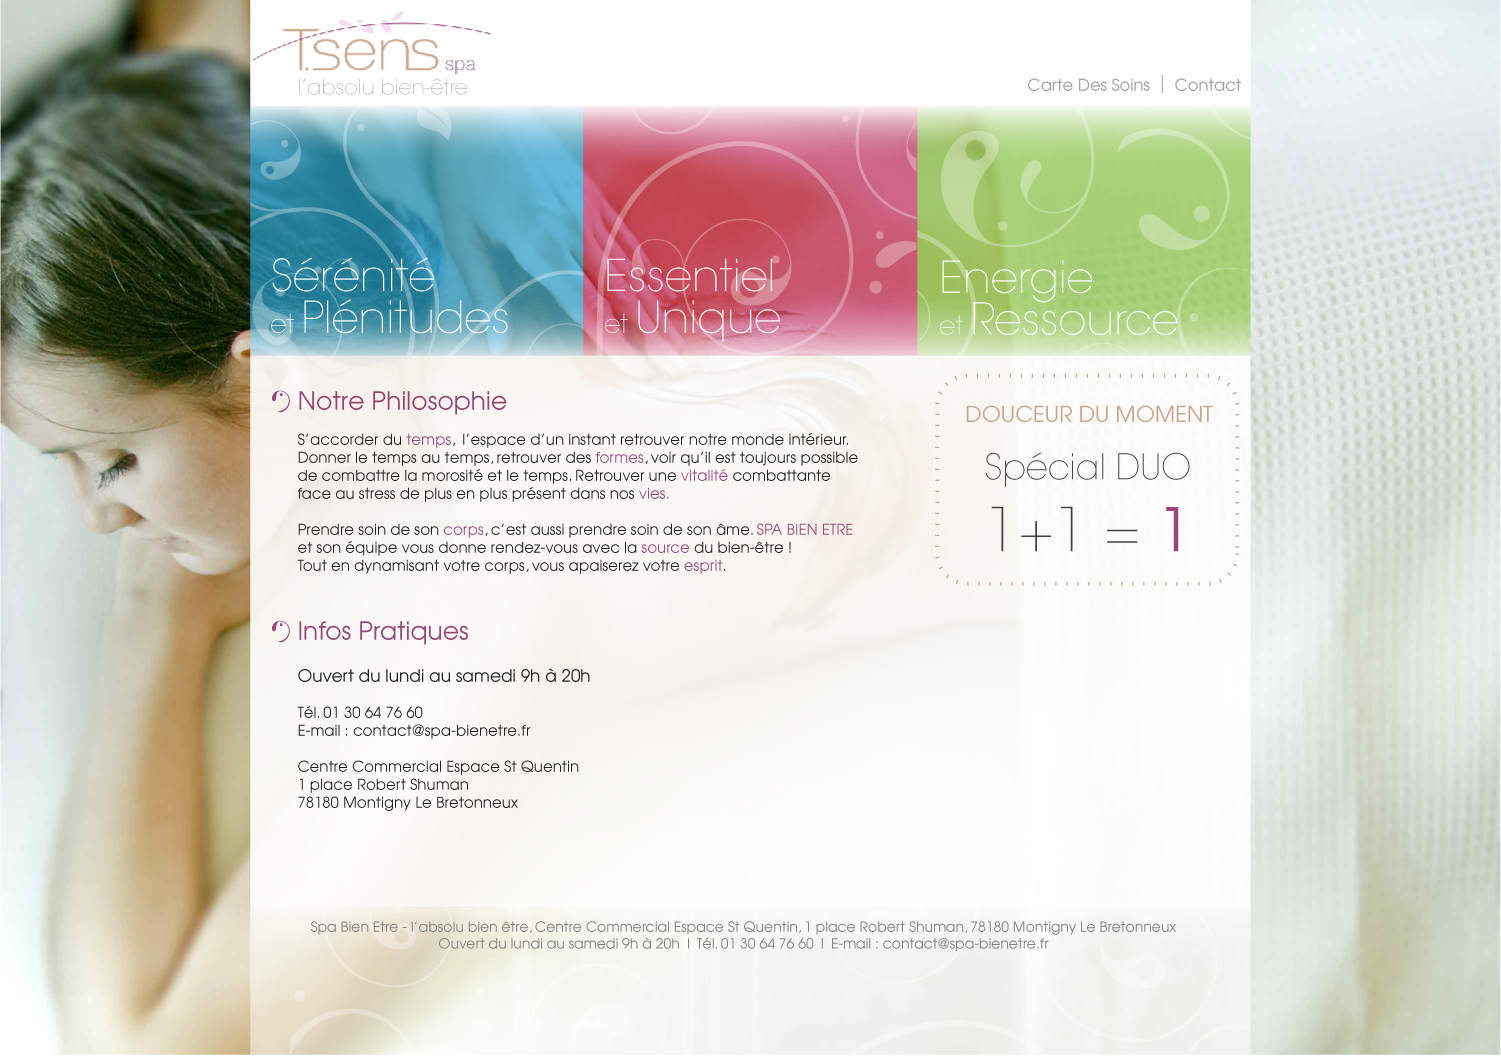 T.sens spa
l'absolu bien-être
Carte Des Soins | Contact
Sérénité
et Plénitudes
Essentiel
et Unique
Energie
et Ressource
Notre Philosophie
S'accorder du temps, l'espace d'un instant retrouver notre monde intérieur.
Donner le temps au temps, retrouver des formes, voir qu'il est toujours possible
de combattre la morosité et le temps. Retrouver une vitalité combattante
face au stress de plus en plus présent dans nos vies.
Prendre soin de son corps, c'est aussi prendre soin de son âme. SPA BIEN ETRE
et son équipe vous donne rendez-vous avec la source du bien-être !
Tout en dynamisant votre corps, vous apaiserez votre esprit.
DOUCEUR DU MOMENT
Spécial DUO
1+1 = 1
Infos Pratiques
Ouvert du lundi au samedi 9h à 20h
Tél. 01 30 64 76 60
E-mail : contact@spa-bienetre.fr
Centre Commercial Espace St Quentin
1 place Robert Shuman
78180 Montigny Le Bretonneux
Spa Bien Etre - l'absolu bien être, Centre Commercial Espace St Quentin, 1 place Robert Shuman, 78180 Montigny Le Bretonneux
Ouvert du lundi au samedi 9h à 20h | Tél. 01 30 64 76 60 | E-mail : contact@spa-bienetre.fr